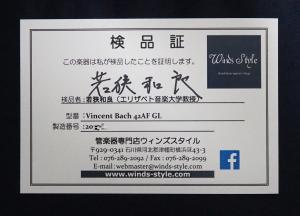 検品証
Winds Style
この楽器は私が検品したことを証明します。
若狭和良
検品者:若狭和良(エリザベト音楽大学教授)
型番 :Vincent Bach 42AF GL
製造番号:20
管楽器専門店ウィンズスタイル
〒929-0341 石川県河北郡津幡町横浜ほ43-3
Tel : 076-289-2092 / Fax : 076-289-2099
E-mail : webmaster@winds-style.com
www.winds-style.com
f